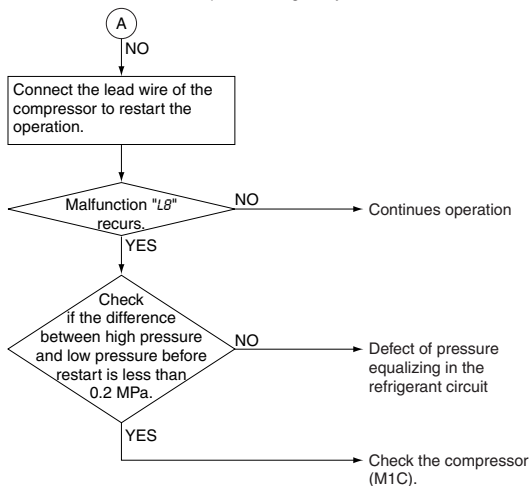 A
NO
Connect the lead wire of the
compressor to restart the
operation.
Malfunction "L8"
recurs.
NO
Continues operation
YES
Check
if the difference
between high pressure
and low pressure before
restart is less than
0.2 MPa.
NO
Defect of pressure
equalizing in the
refrigerant circuit
YES
Check the compressor
(M1C).